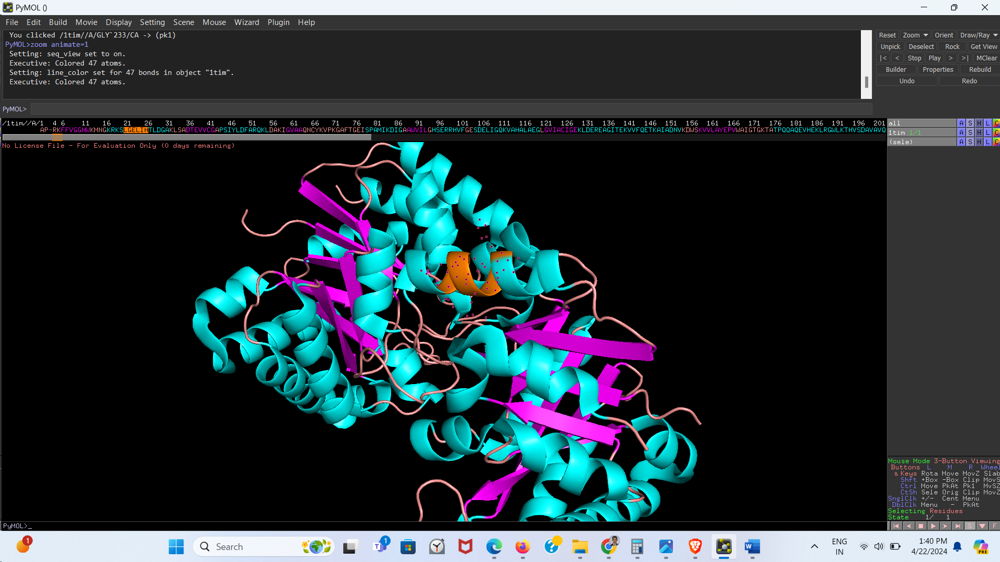 PyMOL ()
File Edit Build Movie Display Setting Scene Mouse Wizard Plugin Help
You clicked /1tim//A/GLY`233/CA -> (pk1)
PyMOL>zoom animate=1
Setting: seq_view set to on.
Executive: Colored 47 atoms.
Setting: line_color set for 47 bonds in object "1tim".
Executive: Colored 47 atoms.
Reset Zoom Orient Draw/Ray
Unpick Deselect Rock Get View
|< < Stop Play > >| MClear
Builder Properties Rebuild
Undo Redo
PyMOL>
/1tim//A/1 4 6 11 16 21 26 31 36 41 46 51 56 61 66 71 76 81 86 91 96 101 106 111 116 121 126 131 136 141 146 151 156 161 166 171 176 181 186 191 196 201
AP-RKFFVGGNWKMNGKRKSLGELIHTLDGAKLSADTEVVCGAPSIYLDFARQKLDAKIGVAAQNCYKVPKGAFTGEISPAMIKDIGAAWVILGHSERRHVFGESDELIGQKVAHALAEGLGVIACIGEKLDEREAGITEKVVFQETKAIADNVKDWSKVVLAYEPVWAIGTGKTATPQQAQEVHEKLRGWLKTHVSDAVAVQ
No License File - For Evaluation Only (0 days remaining)
all A S H L C
1tim 1/1 A S H L C
(sele) A S H L C
Mouse Mode 3-Button Viewing
Buttons L M R Wheel
& Keys Rota Move MovZ Slab
Shft +Box -Box Clip MovS
Ctrl Move PkAt Pk1 MvSZ
CtSh Sele Orig Clip MovZ
SnglClk +/- Cent Menu
DblClk Menu - PkAt
Selecting Residues
State 1/ 1
S F
PyMOL>_
1
Search
1
ENG
IN
1:40 PM
4/22/2024
PRE